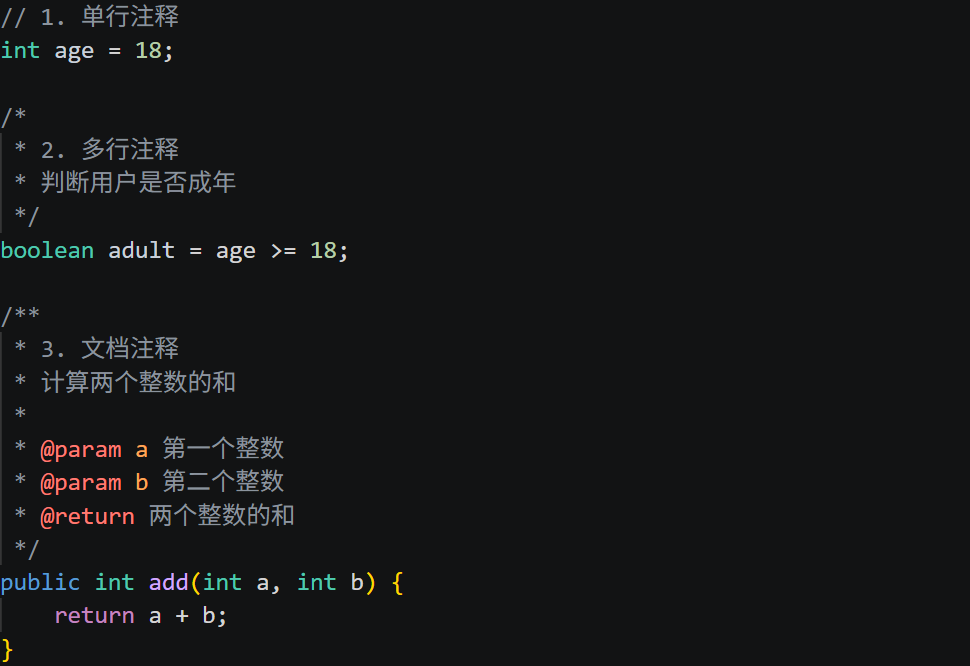 // 1. 单行注释
int age = 18;

/*
 * 2. 多行注释
 * 判断用户是否成年
 */
boolean adult = age >= 18;

/**
 * 3. 文档注释
 * 计算两个整数的和
 *
 * @param a 第一个整数
 * @param b 第二个整数
 * @return 两个整数的和
 */
public int add(int a, int b) {
    return a + b;
}